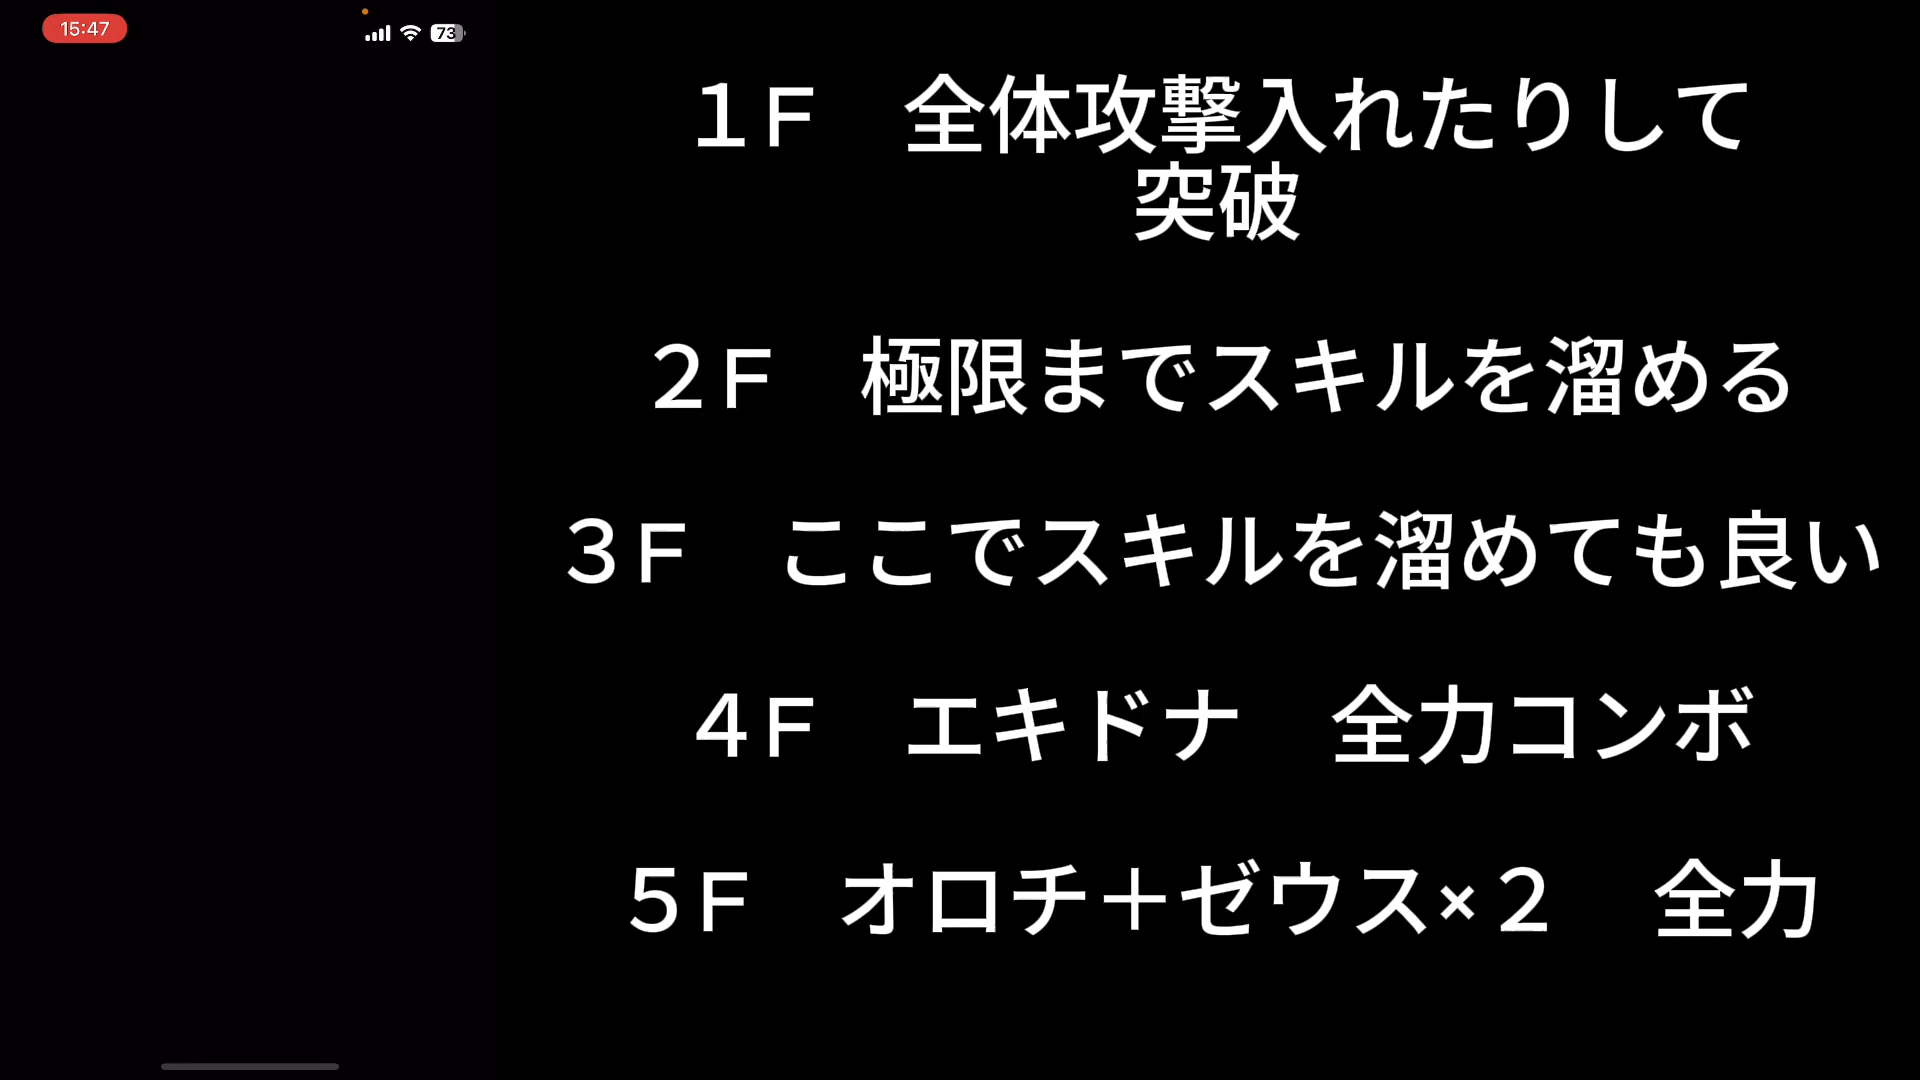 15:47
73
１Ｆ　全体攻撃入れたりして
突破
２Ｆ　極限までスキルを溜める
３Ｆ　ここでスキルを溜めても良い
４Ｆ　エキドナ　全力コンボ
５Ｆ　オロチ＋ゼウス×２　全力